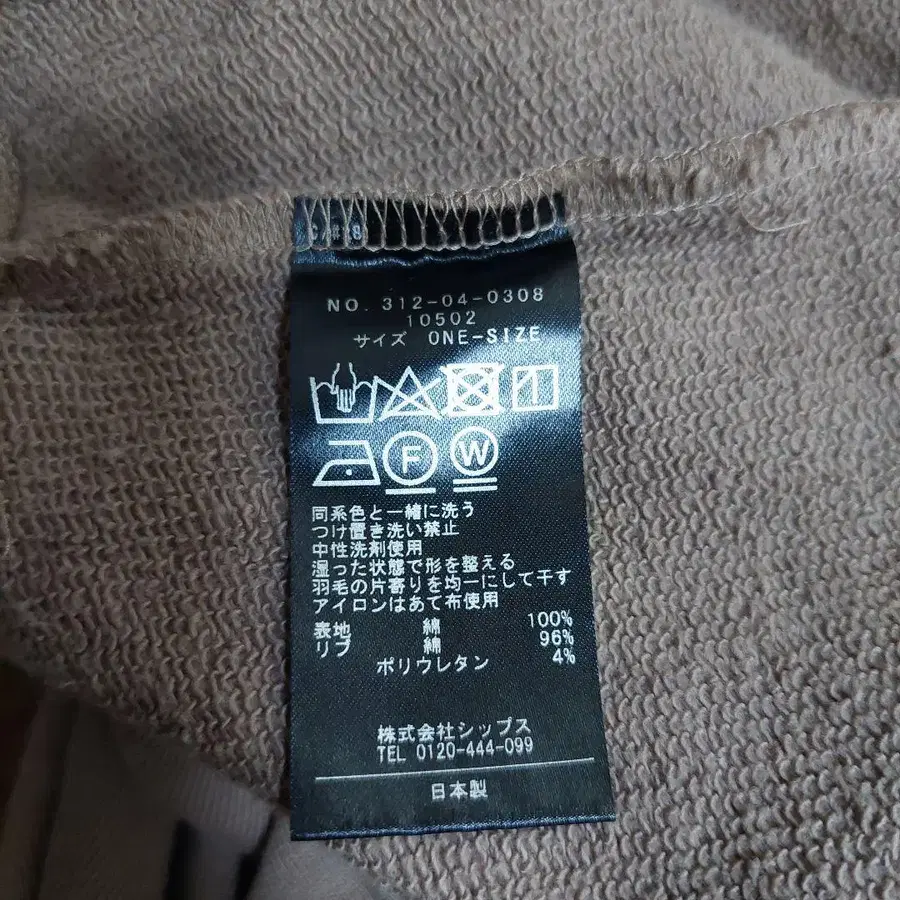 NO. 312-04-0308
10502
サイズ ONE-SIZE
F W
同系色と一緒に洗う
つけ置き洗い禁止
中性洗剤使用
湿った状態で形を整える
羽毛の片寄りを均一にして干す
アイロンはあて布使用
表地 綿 100%
リブ 綿 96%
ポリウレタン 4%
株式会社シップス
TEL 0120-444-099
日本製